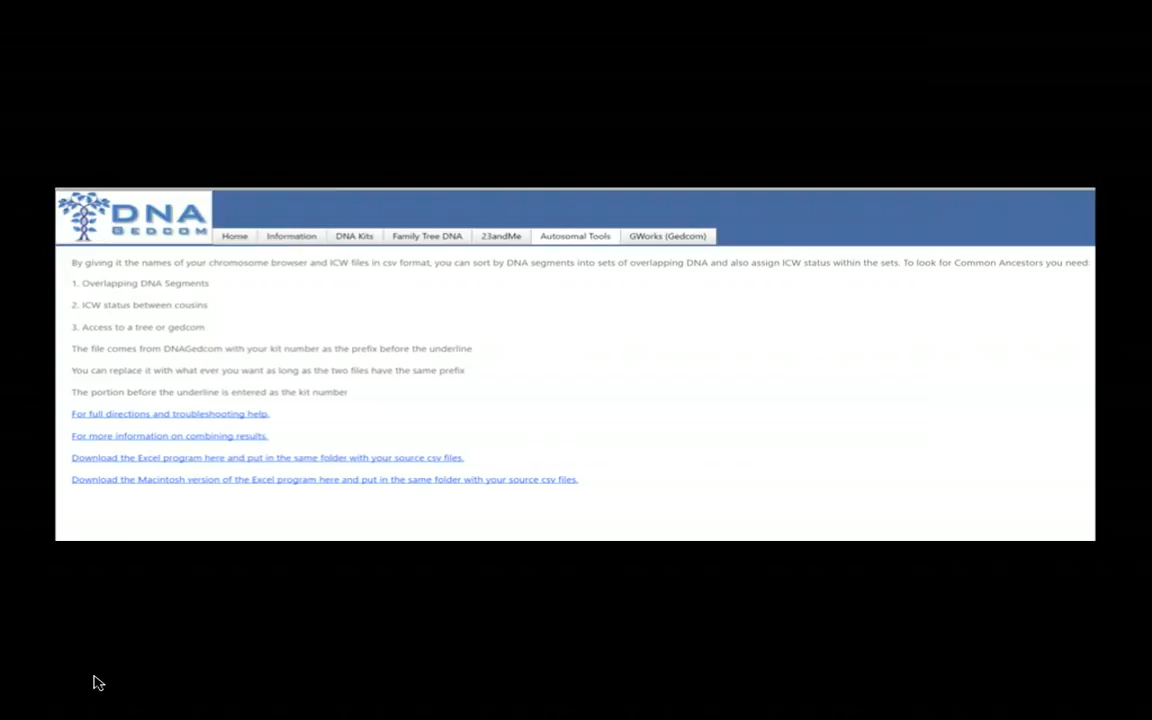 DNA
GEDCOM
Home Information DNA Kits Family Tree DNA 23andMe Autosomal Tools GWorks (Gedcom)
By giving it the names of your chromosome browser and ICW files in csv format, you can sort by DNA segments into sets of overlapping DNA and also assign ICW status within the sets. To look for Common Ancestors you need:
1. Overlapping DNA Segments
2. ICW status between cousins
3. Access to a tree or gedcom
The file comes from DNAGedcom with your kit number as the prefix before the underline
You can replace it with what ever you want as long as the two files have the same prefix
The portion before the underline is entered as the kit number
For full directions and troubleshooting help.
For more information on combining results.
Download the Excel program here and put in the same folder with your source csv files.
Download the Macintosh version of the Excel program here and put in the same folder with your source csv files.